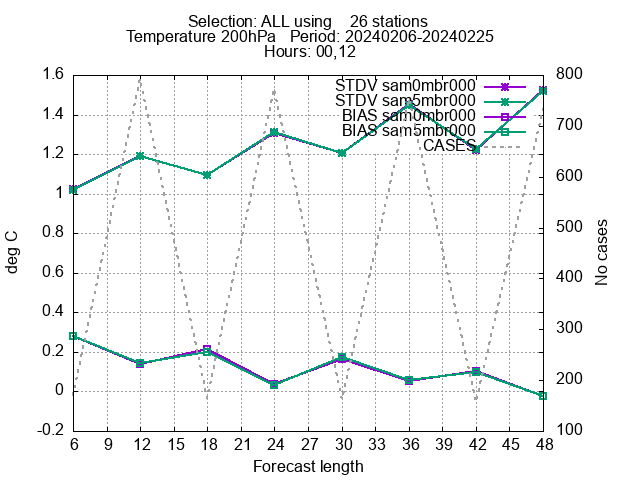 Selection: ALL using 26 stations
Temperature 200hPa Period: 20240206-20240225
Hours: 00,12
STDV sam0mbr000
STDV sam5mbr000
BIAS sam0mbr000
BIAS sam5mbr000
CASES
1.6
1.4
1.2
1
0.8
0.6
0.4
0.2
0
-0.2
deg C
800
700
600
500
400
300
200
100
No cases
6 9 12 15 18 21 24 27 30 33 36 39 42 45 48
Forecast length